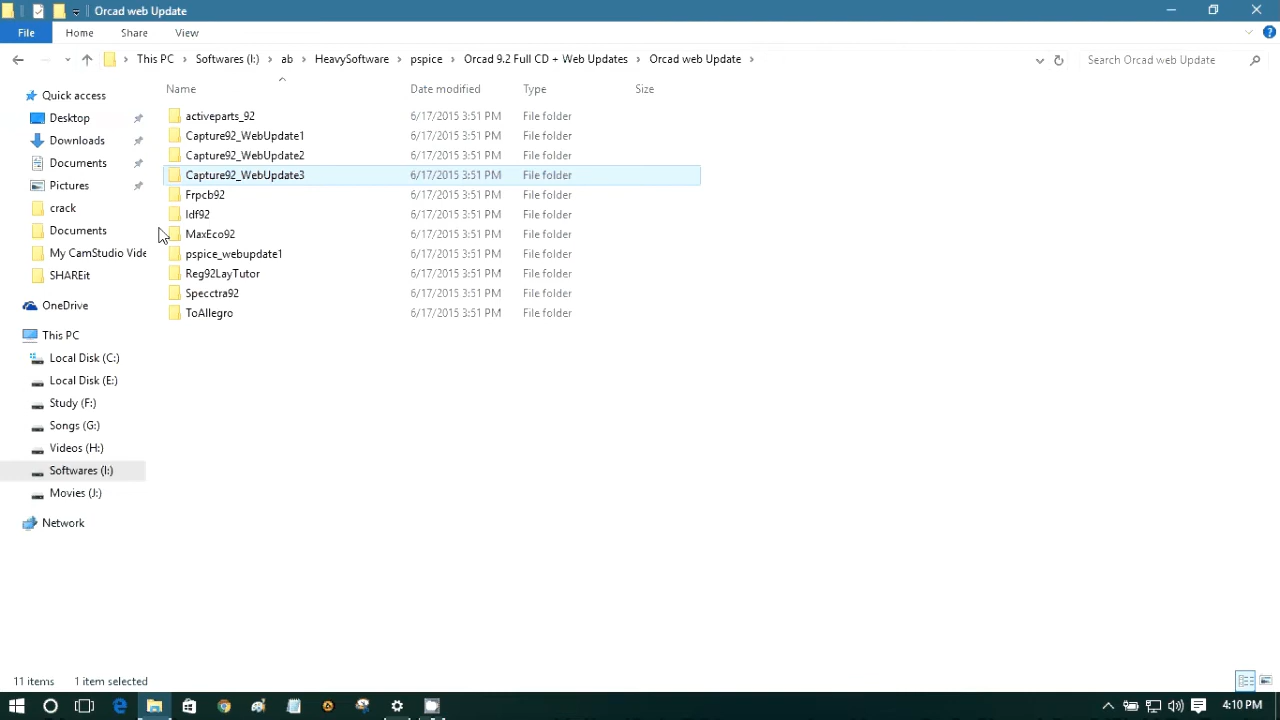 Orcad web Update
File Home Share View
This PC Softwares (I:) ab HeavySoftware pspice Orcad 9.2 Full CD + Web Updates Orcad web Update Search Orcad web Update
Name Date modified Type Size
Quick access
Desktop
Downloads
Documents
Pictures
crack
Documents
My CamStudio Vide
SHAREit
OneDrive
This PC
Local Disk (C:)
Local Disk (E:)
Study (F:)
Songs (G:)
Videos (H:)
Softwares (I:)
Movies (J:)
Network
activeparts_92 6/17/2015 3:51 PM File folder
Capture92_WebUpdate1 6/17/2015 3:51 PM File folder
Capture92_WebUpdate2 6/17/2015 3:51 PM File folder
Capture92_WebUpdate3 6/17/2015 3:51 PM File folder
Frpcb92 6/17/2015 3:51 PM File folder
Idf92 6/17/2015 3:51 PM File folder
MaxEco92 6/17/2015 3:51 PM File folder
pspice_webupdate1 6/17/2015 3:51 PM File folder
Reg92LayTutor 6/17/2015 3:51 PM File folder
Specctra92 6/17/2015 3:51 PM File folder
ToAllegro 6/17/2015 3:51 PM File folder
11 items 1 item selected
4:10 PM